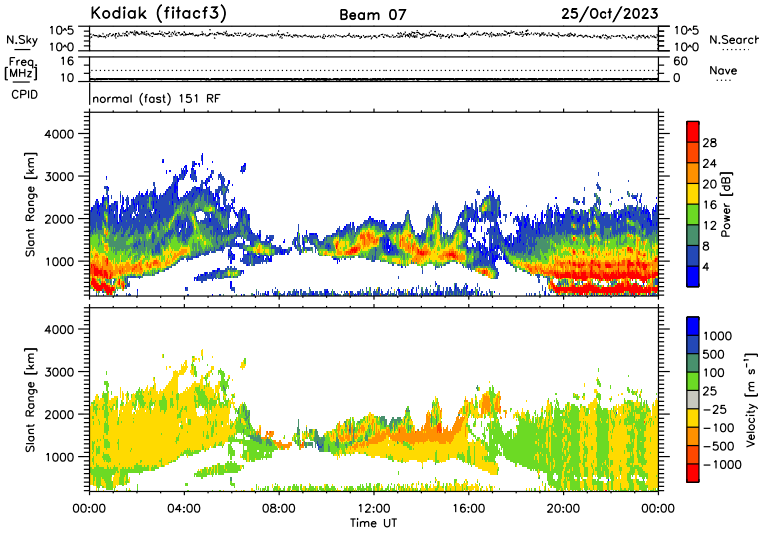 Kodiak (fitacf3) Beam 07 25/Oct/2023
N.Sky 10^5 10^0 10^5 10^0 N.Search
Freq. [MHz] 16 10 60 0 Nave
CPID normal (fast) 151 RF
Slant Range [km]
4000
3000
2000
1000
28
24
20
16
12
8
4
Power [dB]
Slant Range [km]
4000
3000
2000
1000
1000
500
100
25
-25
-100
-500
-1000
Velocity [m s^-1]
00:00 04:00 08:00 12:00 16:00 20:00 00:00
Time UT